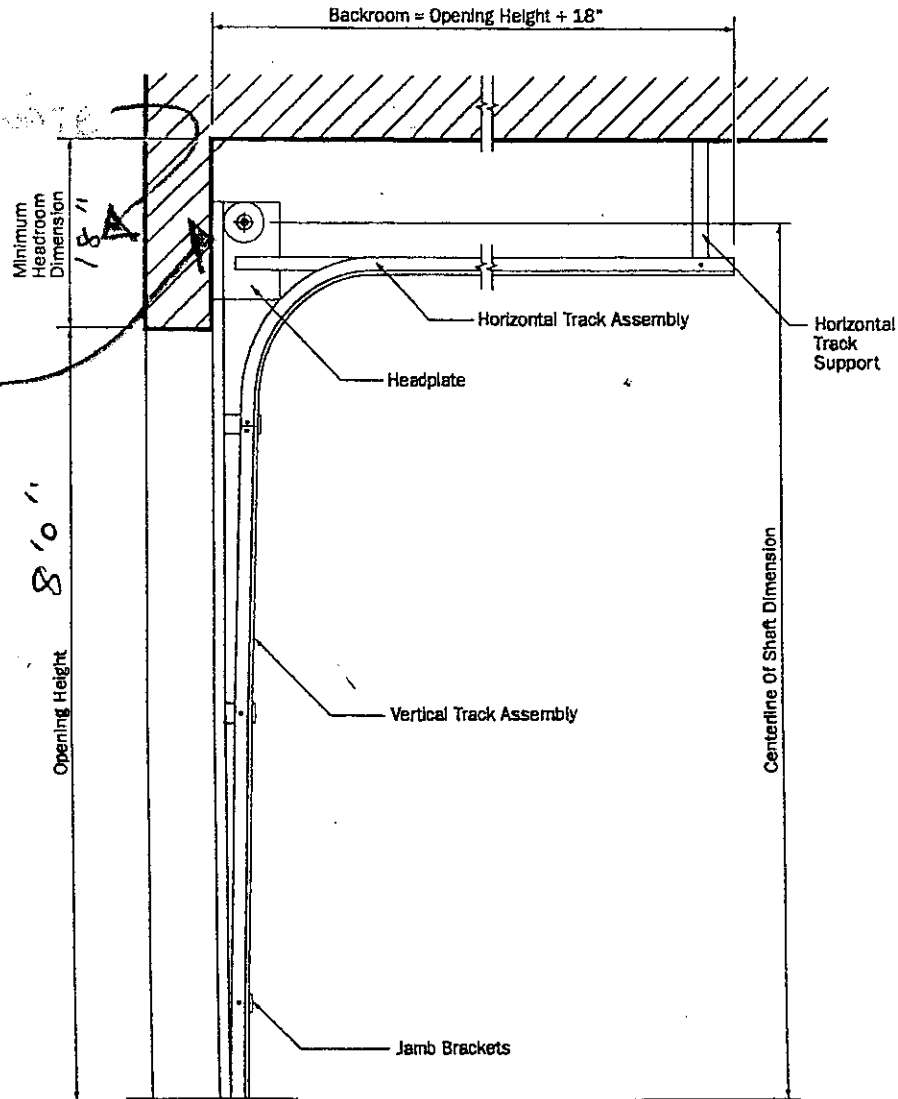 Backroom = Opening Height + 18"
Minimum
Headroom
Dimension
18"
Horizontal Track Assembly
Horizontal
Track
Support
Headplate
8'0"
Opening Height
Centerline Of Shaft Dimension
Vertical Track Assembly
Jamb Brackets